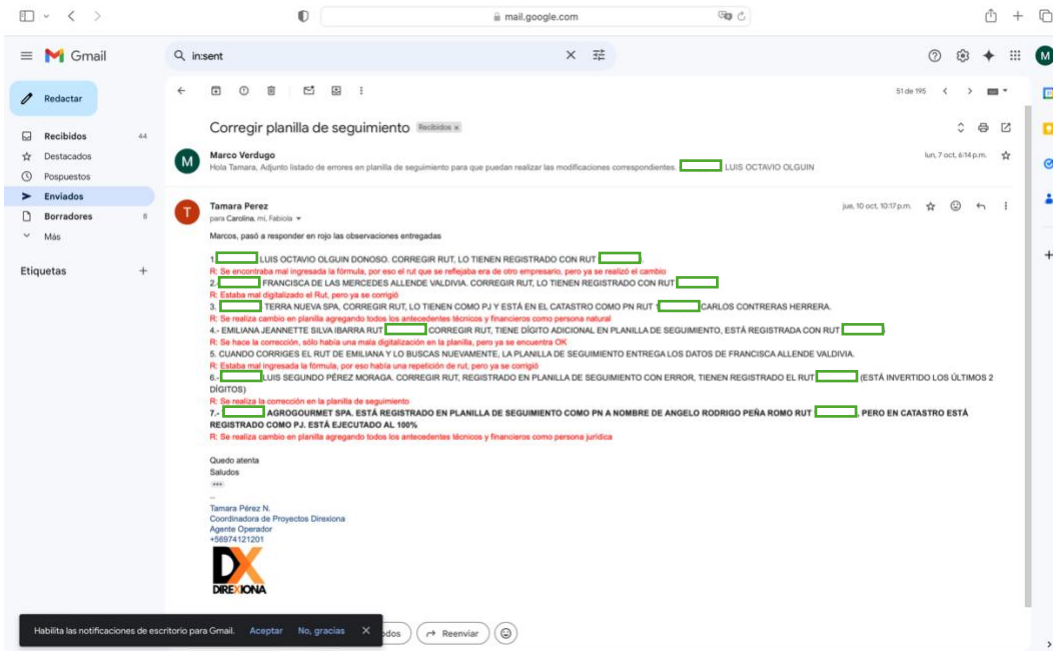 mail.google.com
Gmail
in:sent
M
Redactar
51 de 195
Recibidos 44
Destacados
Pospuestos
Enviados
Borradores 6
Más
Etiquetas
Corregir planilla de seguimiento Recibidos x
M
Marco Verdugo
lun, 7 oct, 6:14 p.m.
Hola Tamara, Adjunto listado de errores en planilla de seguimiento para que puedan realizar las modificaciones correspondientes. LUIS OCTAVIO OLGUIN
T
Tamara Perez
jue, 10 oct, 10:17 p.m.
para Carolina, mí, Fabiola
Marcos, pasó a responder en rojo las observaciones entregadas
1. LUIS OCTAVIO OLGUIN DONOSO. CORREGIR RUT, LO TIENEN REGISTRADO CON RUT
R: Se encontraba mal ingresada la fórmula, por eso el rut que se reflejaba era de otro empresario, pero ya se realizó el cambio
2.- FRANCISCA DE LAS MERCEDES ALLENDE VALDIVIA. CORREGIR RUT, LO TIENEN REGISTRADO CON RUT
R: Estaba mal digitalizado el Rut, pero ya se corrigió
3. TERRA NUEVA SPA, CORREGIR RUT, LO TIENEN COMO PJ Y ESTÁ EN EL CATASTRO COMO PN RUT 1 CARLOS CONTRERAS HERRERA.
R: Se realiza cambio en planilla agregando todos los antecedentes técnicos y financieros como persona natural
4.- EMILIANA JEANNETTE SILVA IBARRA RUT CORREGIR RUT, TIENE DÍGITO ADICIONAL EN PLANILLA DE SEGUIMIENTO, ESTÁ REGISTRADA CON RUT
R: Se hace la corrección, sólo había una mala digitalización en la planilla, pero ya se encuentra OK
5. CUANDO CORRIGES EL RUT DE EMILIANA Y LO BUSCAS NUEVAMENTE, LA PLANILLA DE SEGUIMIENTO ENTREGA LOS DATOS DE FRANCISCA ALLENDE VALDIVIA.
R: Estaba mal ingresada la fórmula, por eso había una repetición de rut, pero ya se corrigió
6.- LUIS SEGUNDO PÉREZ MORAGA. CORREGIR RUT, REGISTRADO EN PLANILLA DE SEGUIMIENTO CON ERROR, TIENEN REGISTRADO EL RUT (ESTÁ INVERTIDO LOS ÚLTIMOS 2
DÍGITOS)
R: Se realiza la corrección en la planilla de seguimiento
7.- AGROGOURMET SPA. ESTÁ REGISTRADO EN PLANILLA DE SEGUIMIENTO COMO PN A NOMBRE DE ANGELO RODRIGO PEÑA ROMO RUT , PERO EN CATASTRO ESTÁ
REGISTRADO COMO PJ. ESTÁ EJECUTADO AL 100%
R: Se realiza cambio en planilla agregando todos los antecedentes técnicos y financieros como persona jurídica
Quedo atenta
Saludos
--
Tamara Pérez N.
Coordinadora de Proyectos Direxiona
Agente Operador
+56974121201
DX
DIREXIONA
Habilita las notificaciones de escritorio para Gmail. Aceptar No, gracias
odos
Reenviar